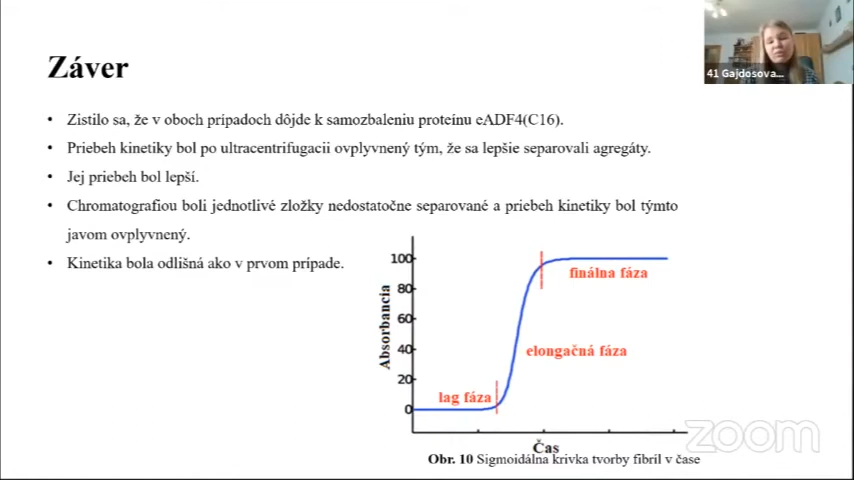 41 Gajdosova...
Záver
• Zistilo sa, že v oboch prípadoch dôjde k samozbaleniu proteínu eADF4(C16).
• Priebeh kinetiky bol po ultracentrifugacii ovplyvnený tým, že sa lepšie separovali agregáty.
• Jej priebeh bol lepší.
• Chromatografiou boli jednotlivé zložky nedostatočne separované a priebeh kinetiky bol týmto
javom ovplyvnený.
• Kinetika bola odlišná ako v prvom prípade.
100
80
60
40
20
0
Absorbancia
finálna fáza
elongačná fáza
lag fáza
Čas
zoom
Obr. 10 Sigmoidálna krivka tvorby fibríl v čase